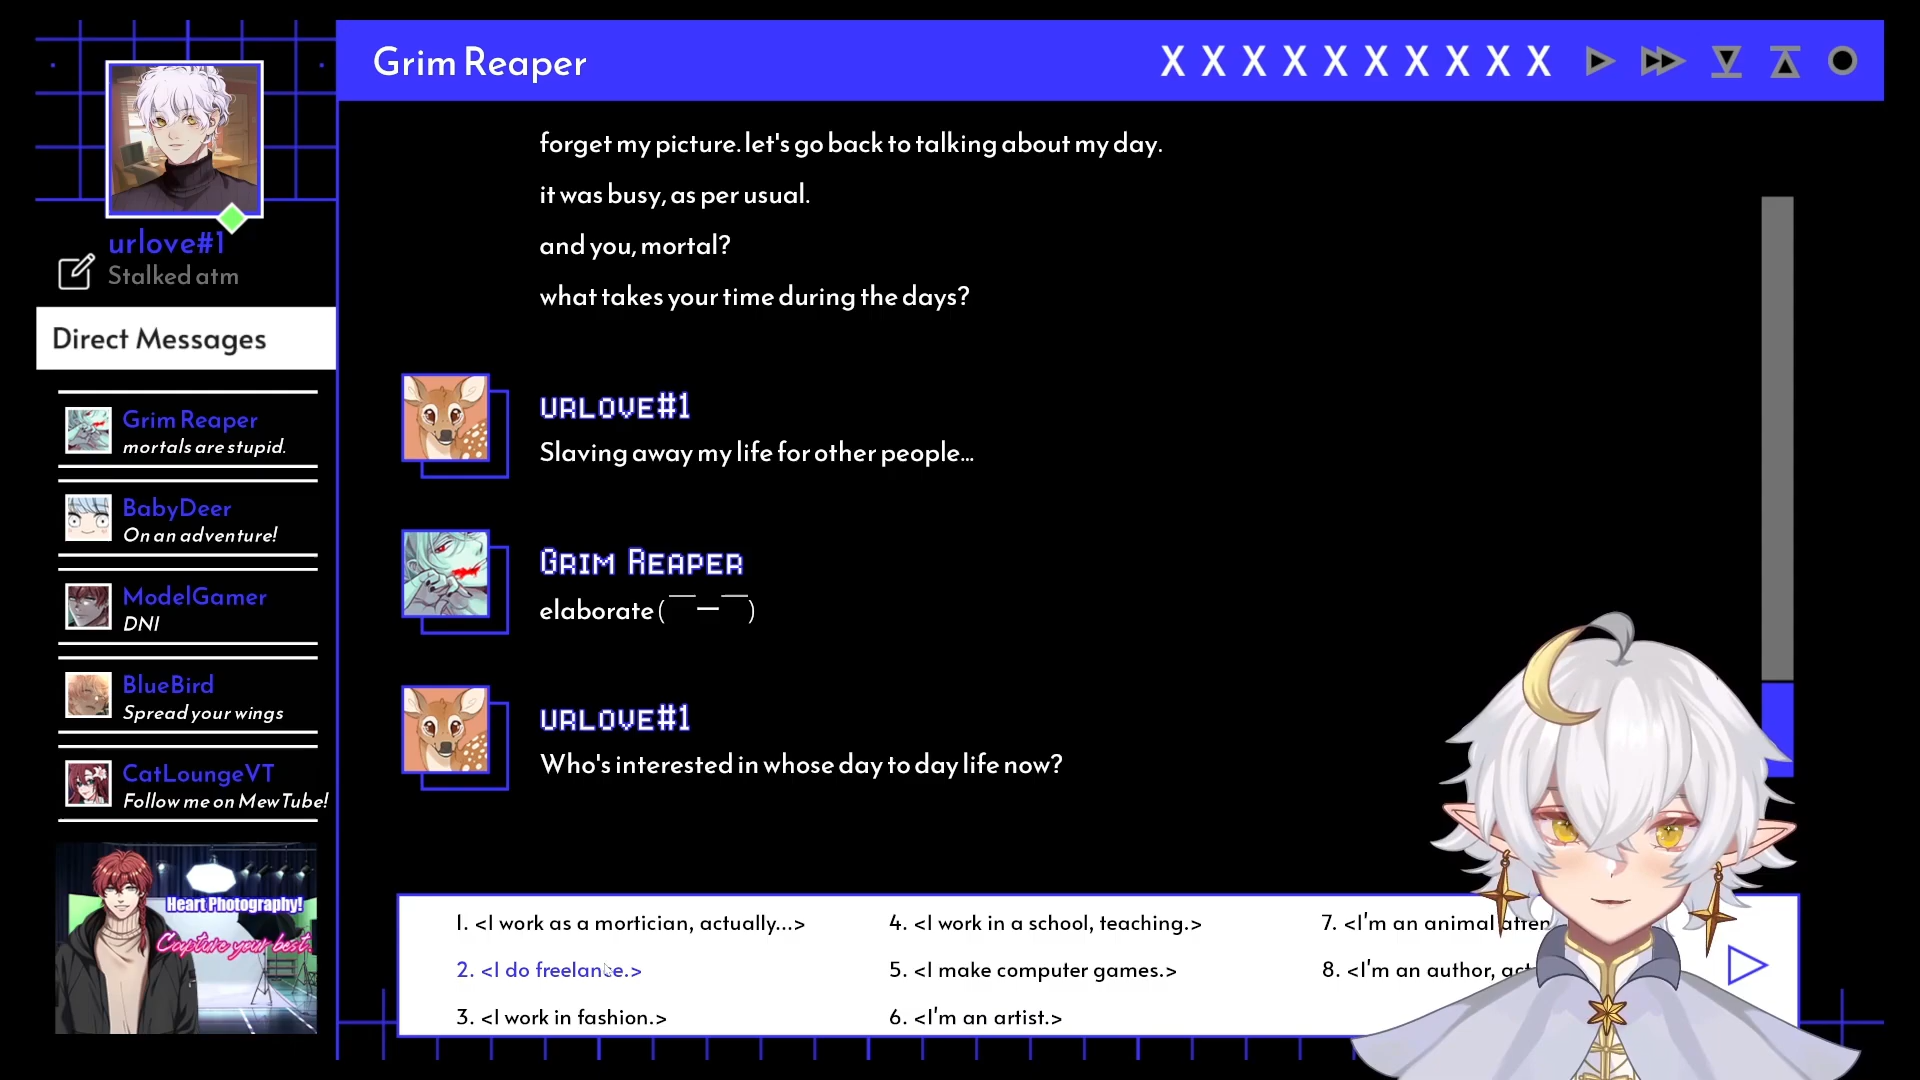 Grim Reaper
X X X X X X X X X X
urlove#1
Stalked atm
Direct Messages
Grim Reaper
mortals are stupid.
BabyDeer
On an adventure!
ModelGamer
DNI
BlueBird
Spread your wings
CatLoungeVT
Follow me on MewTube!
Heart Photography!
Capture your best.
forget my picture. let's go back to talking about my day.
it was busy, as per usual.
and you, mortal?
what takes your time during the days?
urlove#1
Slaving away my life for other people...
Grim Reaper
elaborate (￣ー￣)
urlove#1
Who's interested in whose day to day life now?
1. <I work as a mortician, actually...>
2. <I do freelance.>
3. <I work in fashion.>
4. <I work in a school, teaching.>
5. <I make computer games.>
6. <I'm an artist.>
7. <I'm an animal
8. <I'm an author,